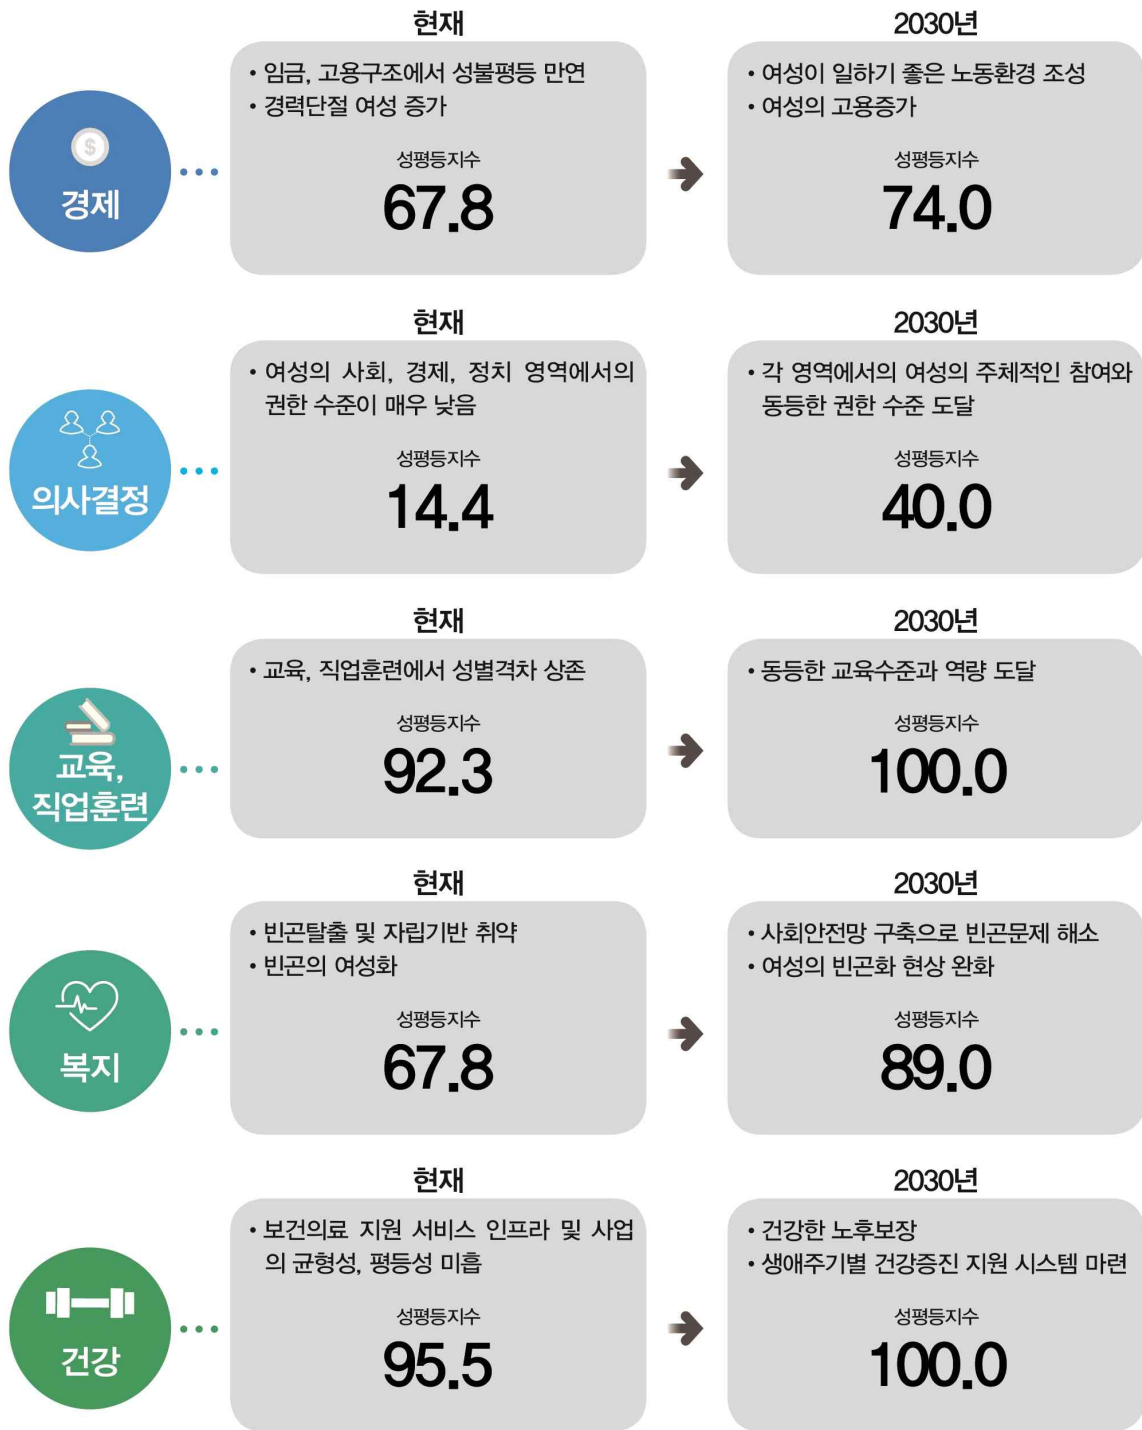 현재
2030년
경제
• 임금, 고용구조에서 성불평등 만연
• 경력단절 여성 증가
성평등지수
67.8
• 여성이 일하기 좋은 노동환경 조성
• 여성의 고용증가
성평등지수
74.0
현재
2030년
의사결정
• 여성의 사회, 경제, 정치 영역에서의
권한 수준이 매우 낮음
성평등지수
14.4
• 각 영역에서의 여성의 주체적인 참여와
동등한 권한 수준 도달
성평등지수
40.0
현재
2030년
교육,
직업훈련
• 교육, 직업훈련에서 성별격차 상존
성평등지수
92.3
• 동등한 교육수준과 역량 도달
성평등지수
100.0
현재
2030년
복지
• 빈곤탈출 및 자립기반 취약
• 빈곤의 여성화
성평등지수
67.8
• 사회안전망 구축으로 빈곤문제 해소
• 여성의 빈곤화 현상 완화
성평등지수
89.0
현재
2030년
건강
• 보건의료 지원 서비스 인프라 및 사업
의 균형성, 평등성 미흡
성평등지수
95.5
• 건강한 노후보장
• 생애주기별 건강증진 지원 시스템 마련
성평등지수
100.0